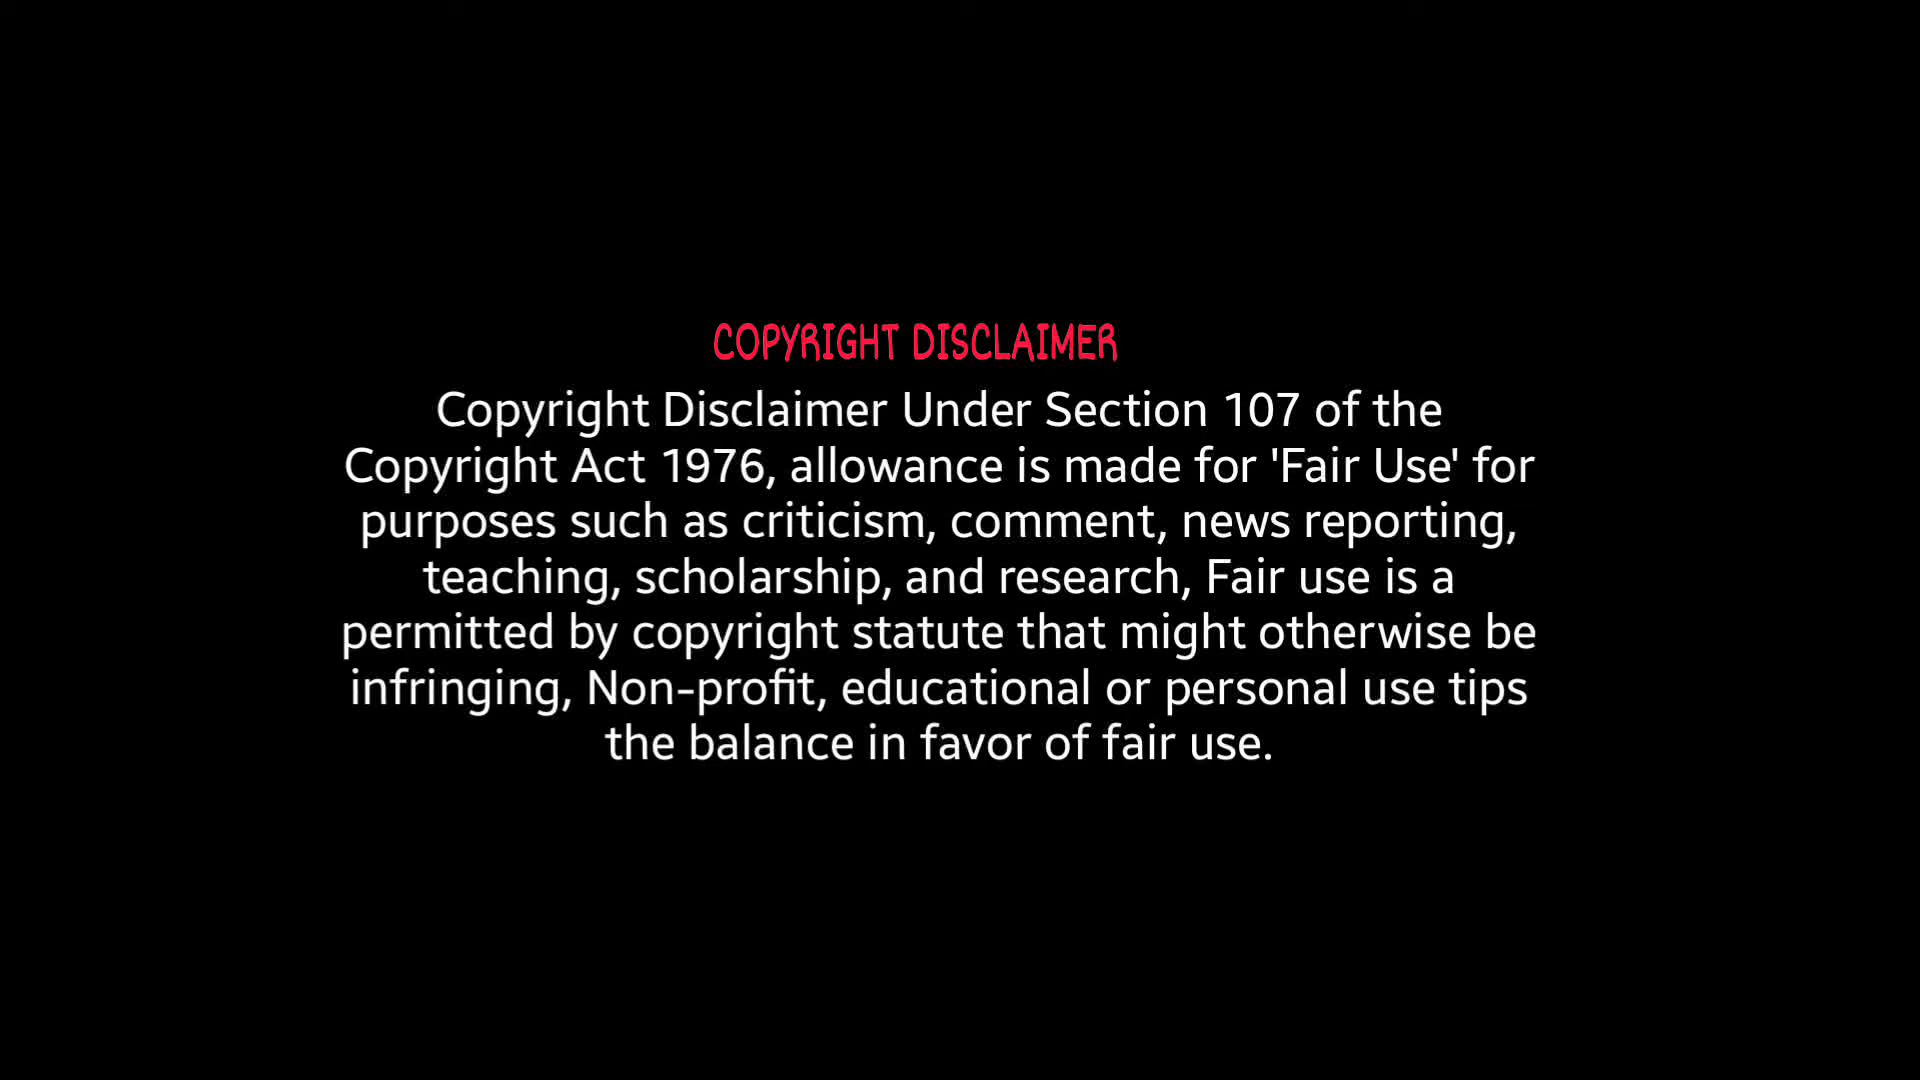 COPYRIGHT DISCLAIMER
Copyright Disclaimer Under Section 107 of the
Copyright Act 1976, allowance is made for 'Fair Use' for
purposes such as criticism, comment, news reporting,
teaching, scholarship, and research, Fair use is a
permitted by copyright statute that might otherwise be
infringing, Non-profit, educational or personal use tips
the balance in favor of fair use.